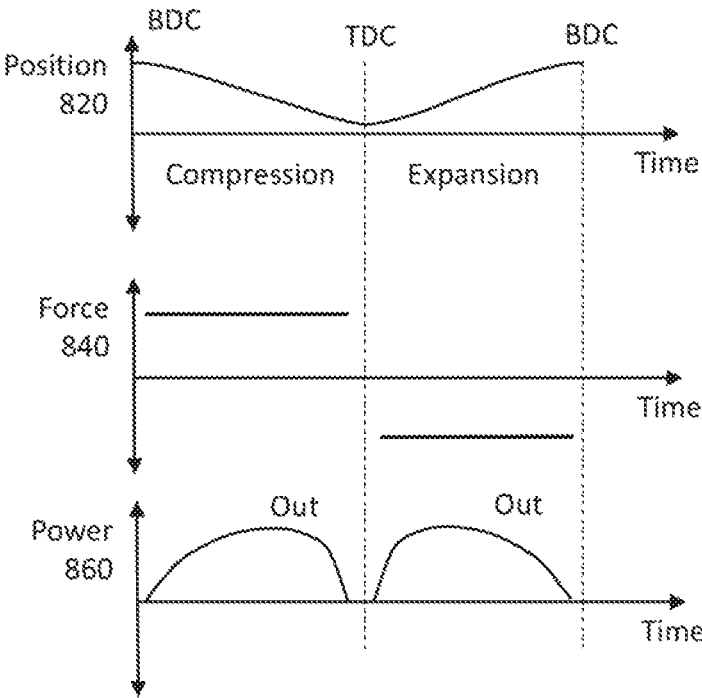 BDC
TDC
BDC
Position
820
Time
Compression
Expansion
Force
840
Time
Out
Out
Power
860
Time